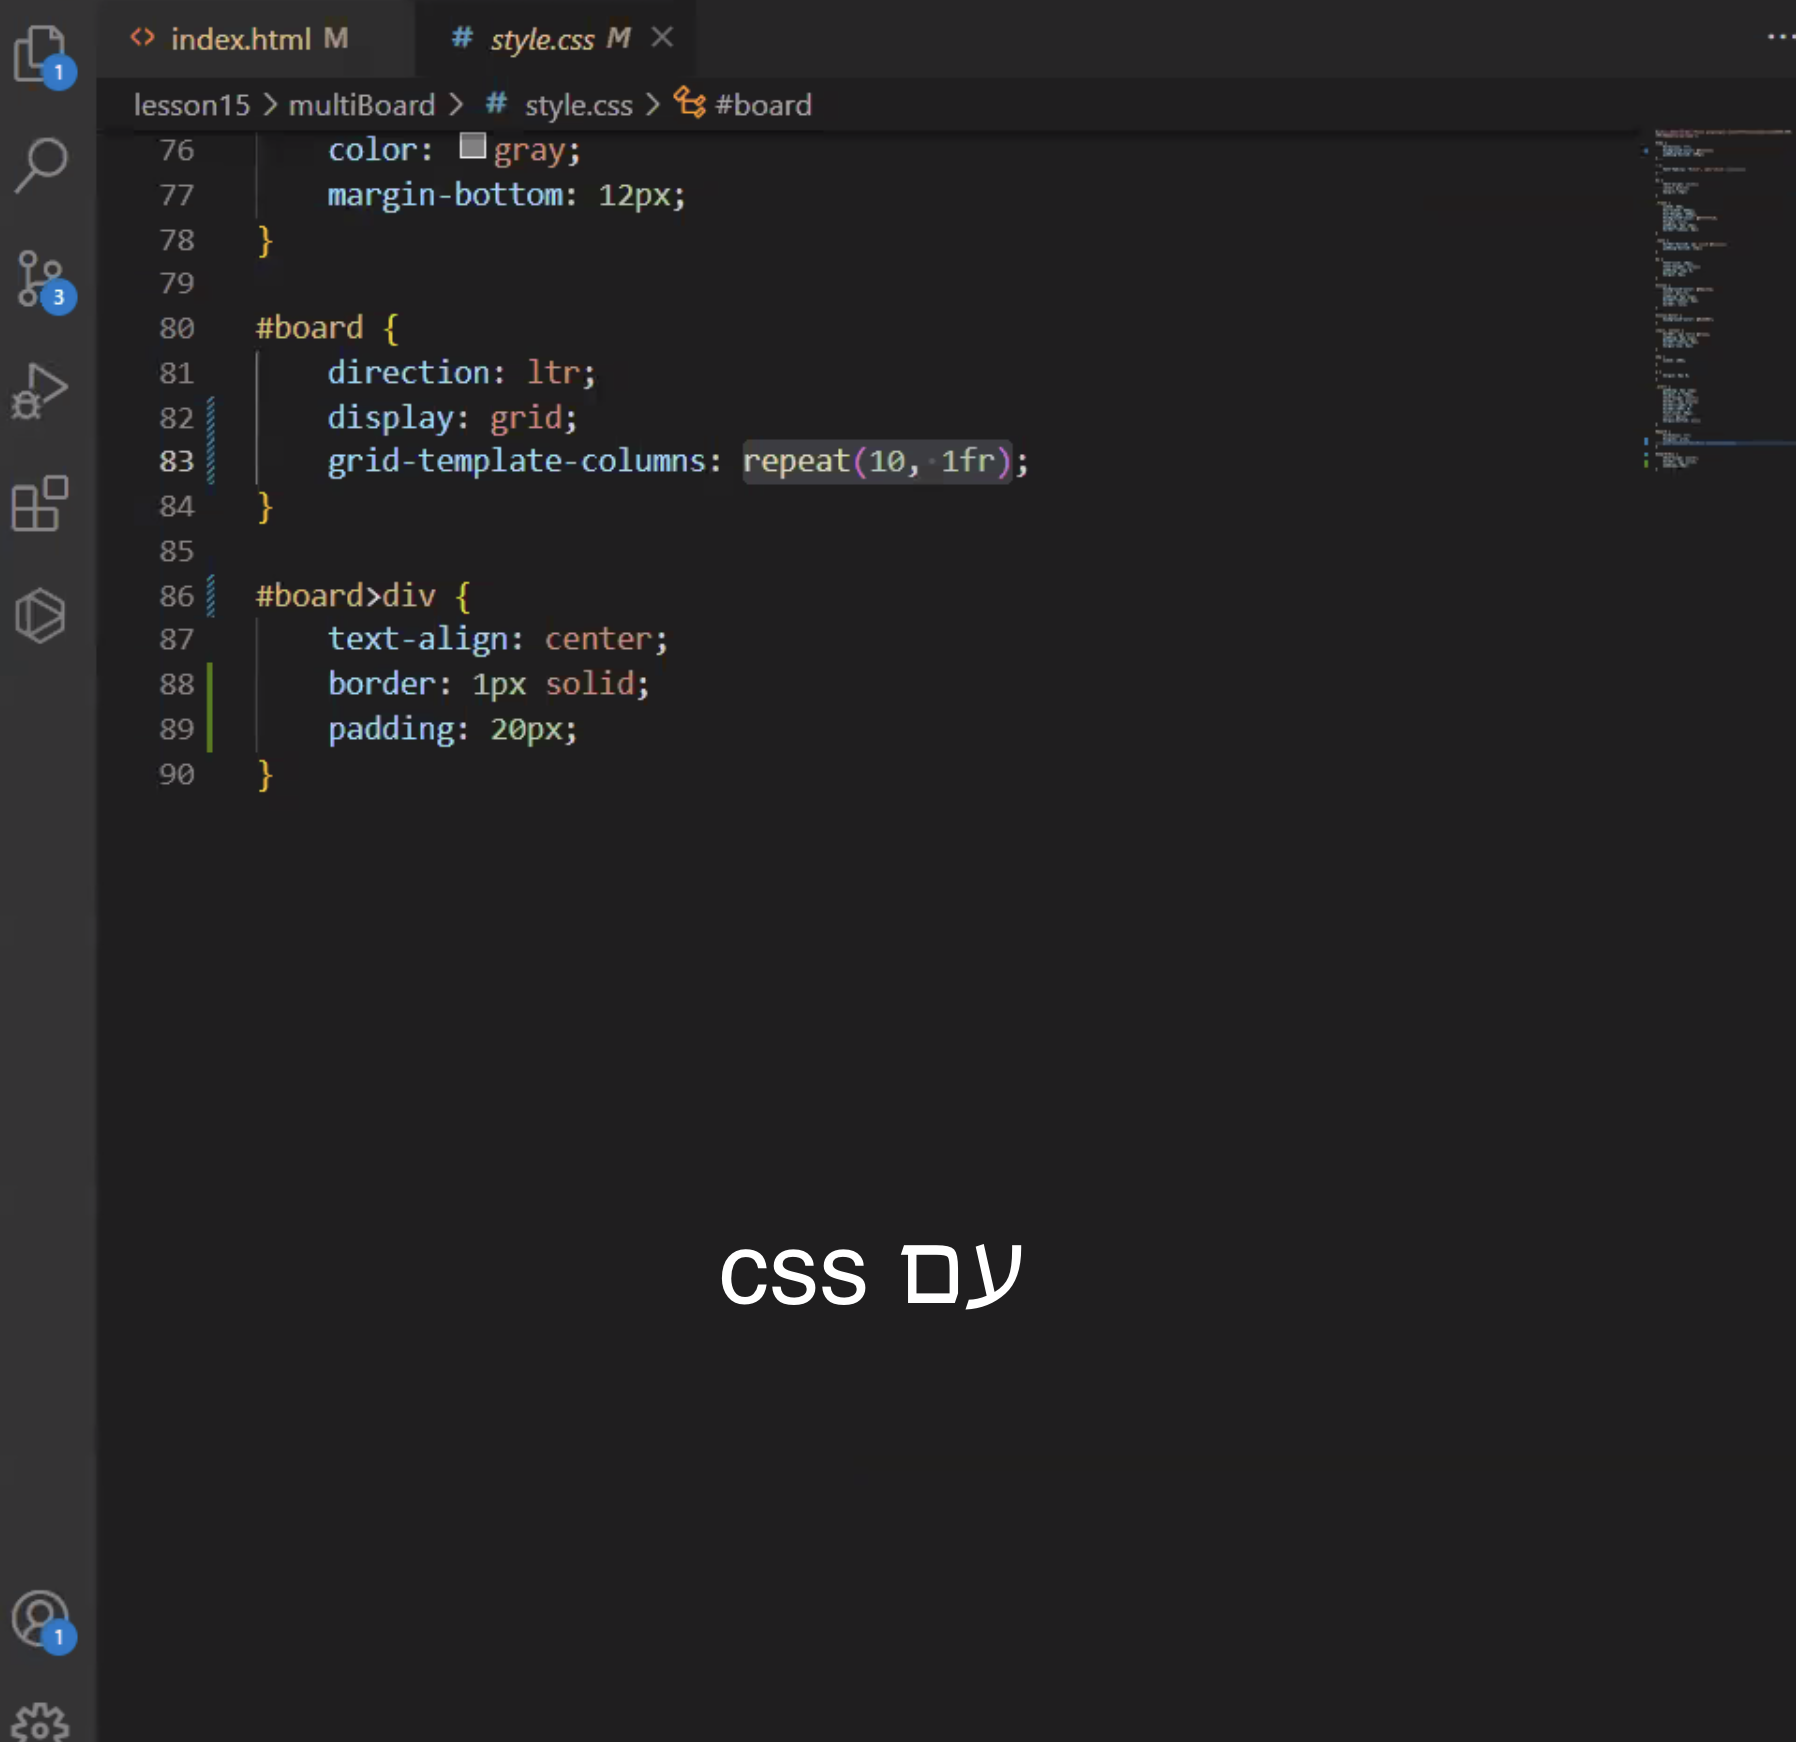 index.html M
style.css M
lesson15 > multiBoard > # style.css > #board
76 color: gray;
77 margin-bottom: 12px;
78 }
79
80 #board {
81 direction: ltr;
82 display: grid;
83 grid-template-columns: repeat(10, 1fr);
84 }
85
86 #board>div {
87 text-align: center;
88 border: 1px solid;
89 padding: 20px;
90 }
עם css
1
3
1